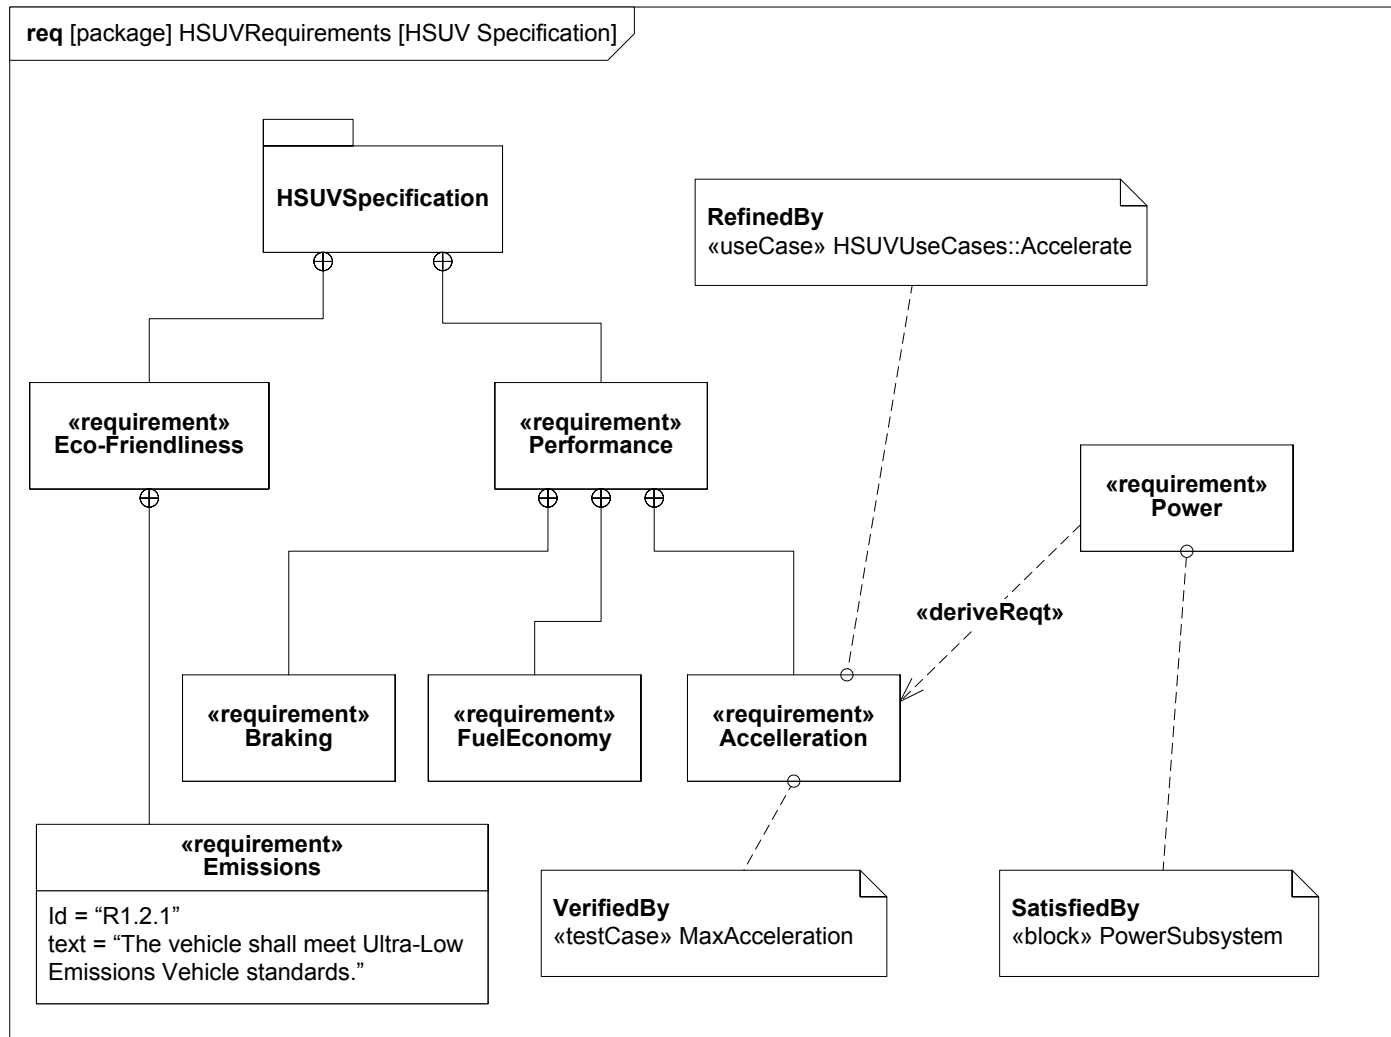 req [package] HSUVRequirements [HSUV Specification]
HSUVSpecification
RefinedBy
«useCase» HSUVUseCases::Accelerate
«requirement»
Eco-Friendliness
«requirement»
Performance
«requirement»
Power
«deriveReqt»
«requirement»
Braking
«requirement»
FuelEconomy
«requirement»
Accelleration
«requirement»
Emissions
Id = “R1.2.1”
text = “The vehicle shall meet Ultra-Low
Emissions Vehicle standards.”
VerifiedBy
«testCase» MaxAcceleration
SatisfiedBy
«block» PowerSubsystem